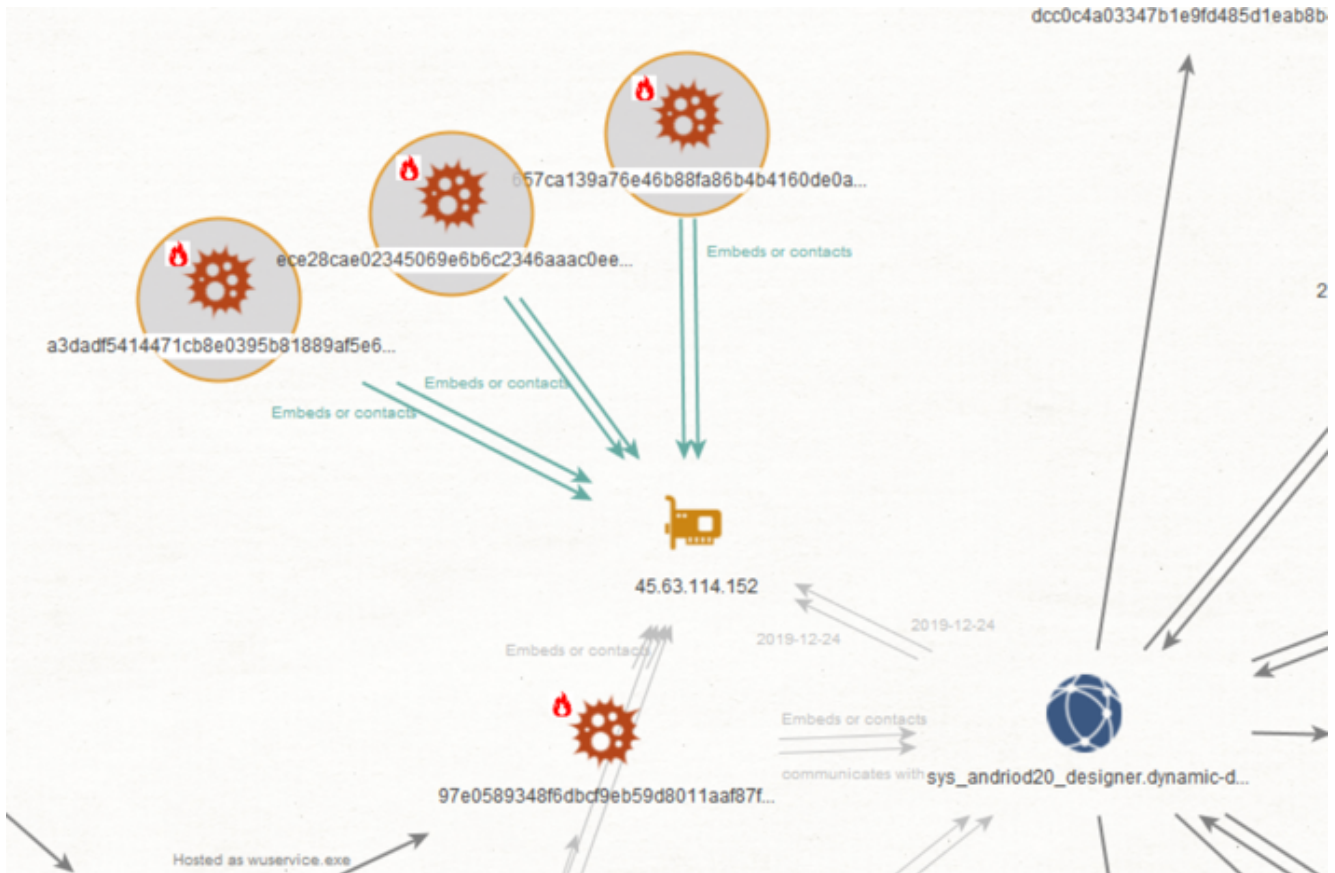 dcc0c4a03347b1e9fd485d1eab8b
657ca139a76e46b88fa86b4b4160de0a...
Embeds or contacts
ece28cae02345069e6b6c2346aaac0ee...
2
a3dadf5414471cb8e0395b81889af5e6...
Embeds or contacts
Embeds or contacts
45.63.114.152
2019-12-24
2019-12-24
Embeds or contacts
Embeds or contacts
communicates with
sys_andriod20_designer.dynamic-d...
97e0589348f6dbcf9eb59d8011aaf87f...
Hosted as wuservice.exe